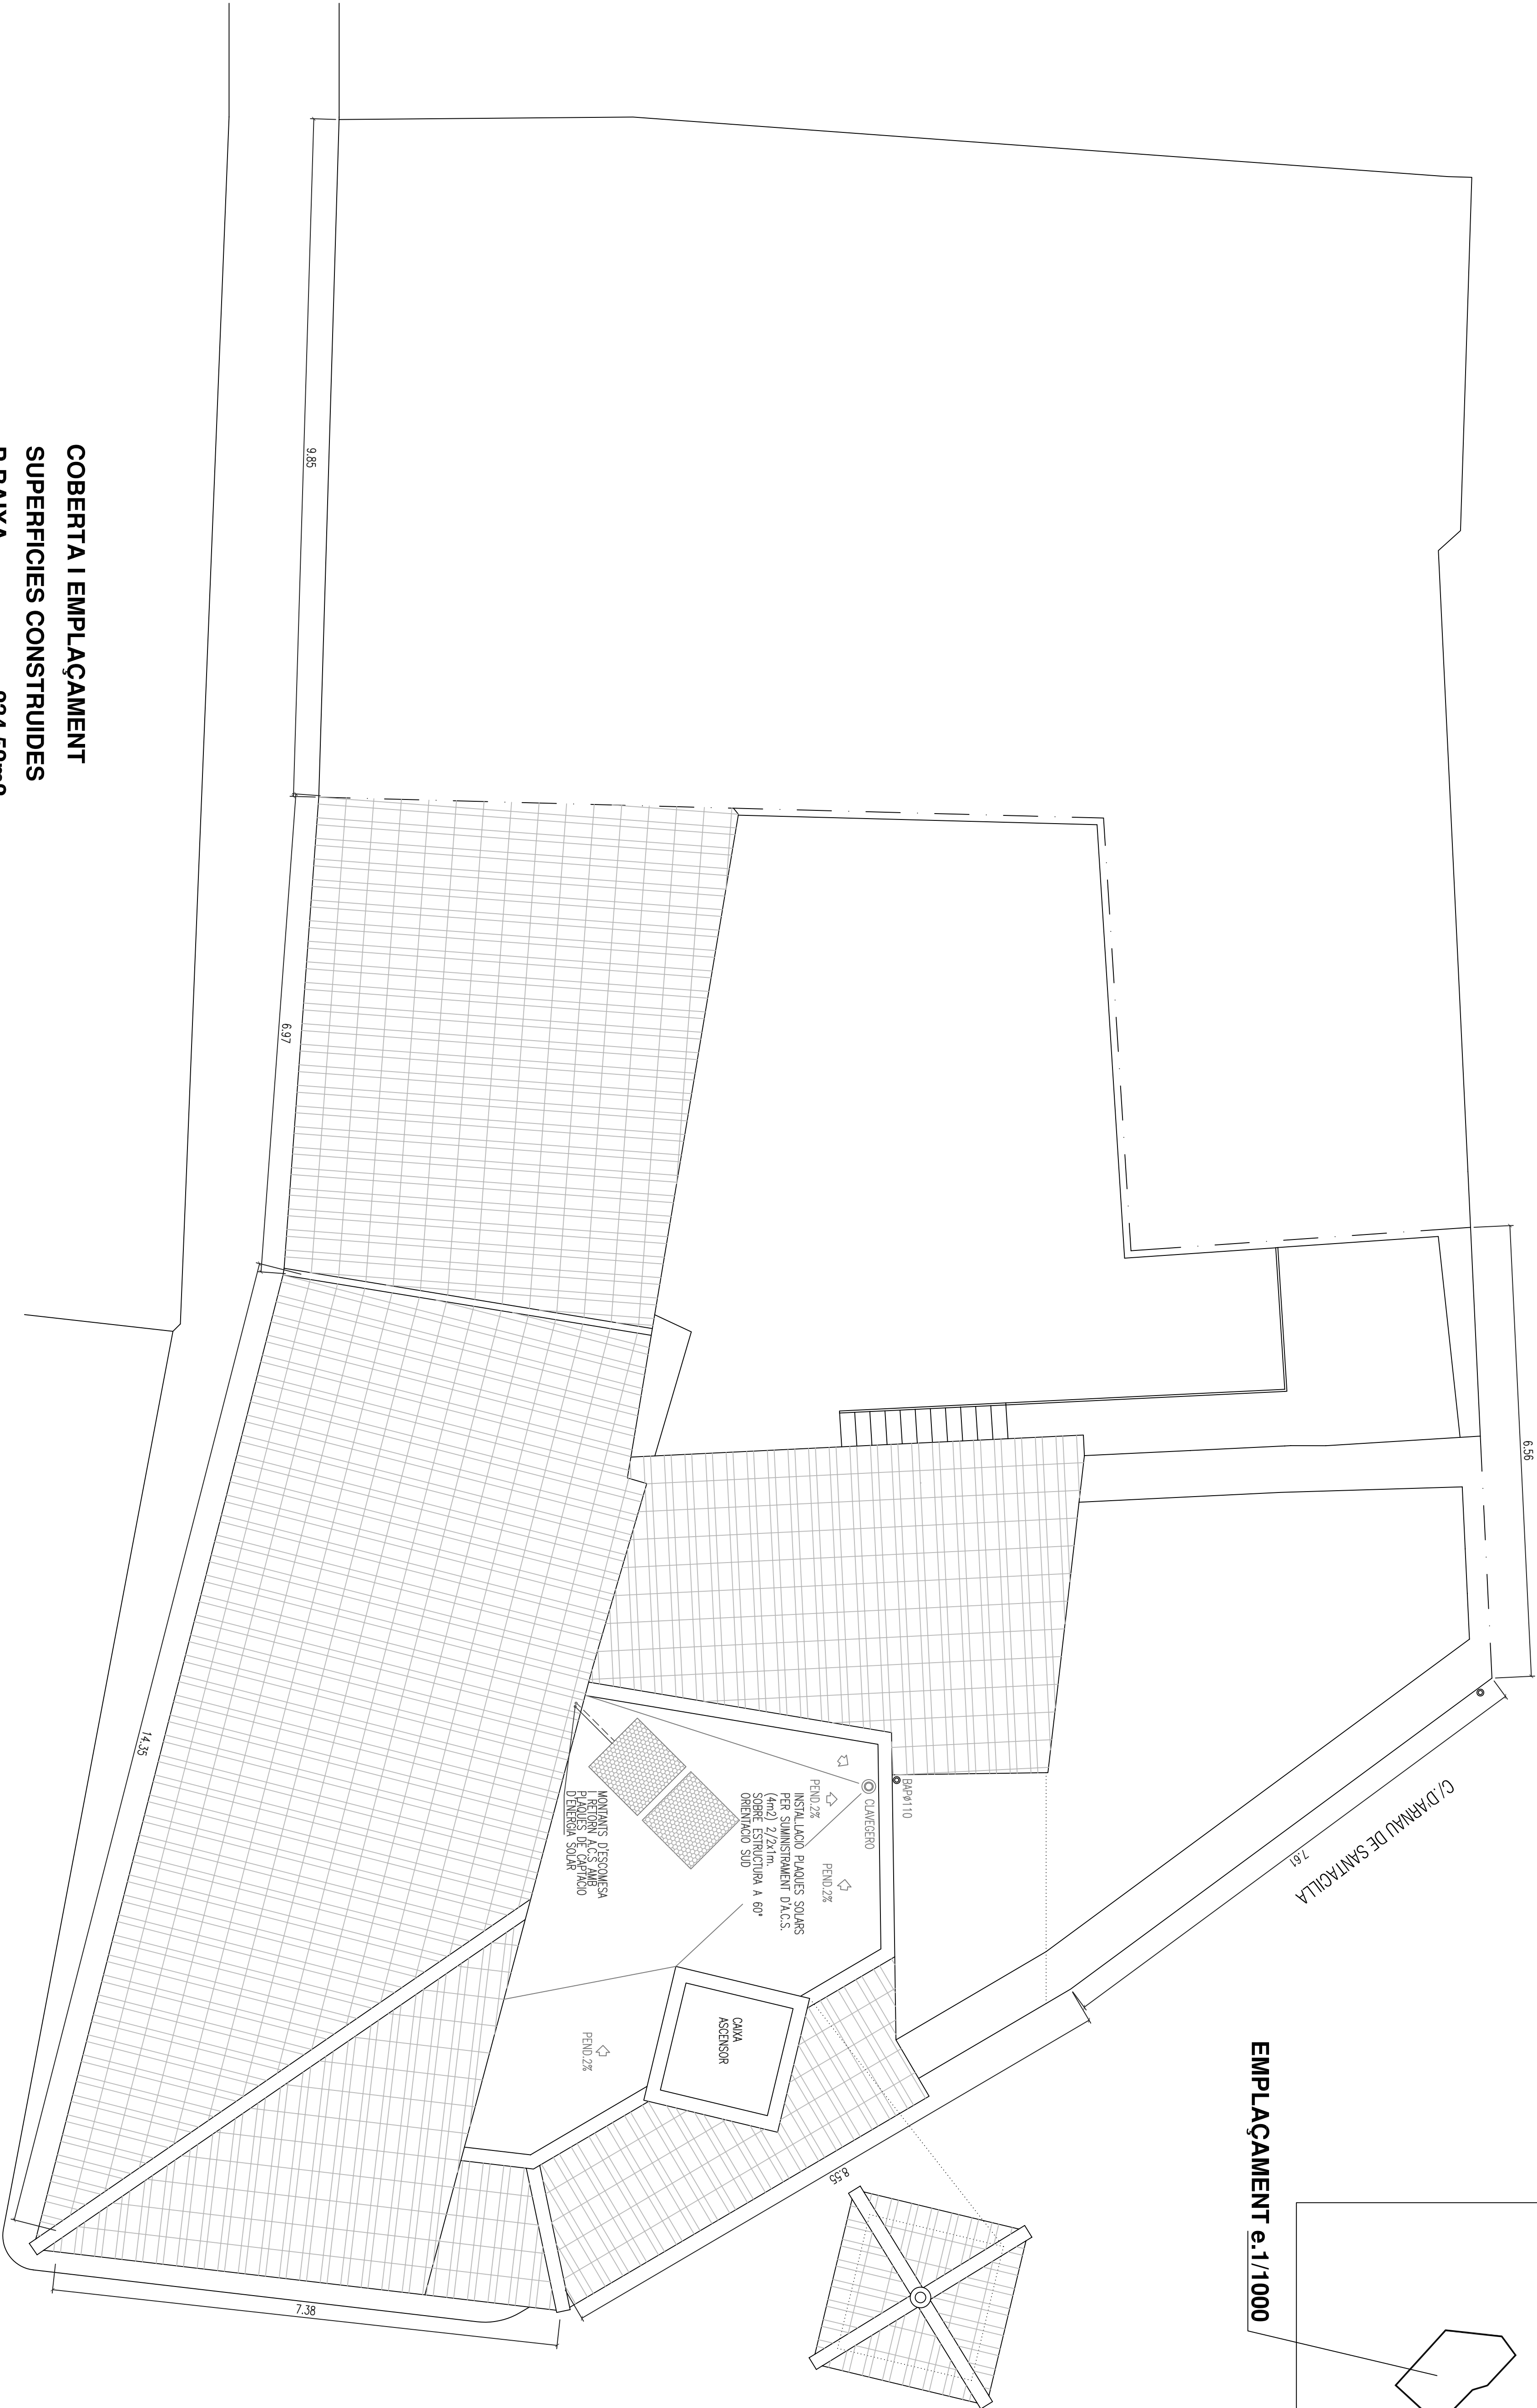 COBERTA I EMPLAÇAMENT
SUPERFICIES CONSTRUIDES
9.85
6.97
14.35
7.38
8.55
7.61
6.56
C/.D'ARNAU DE SANTACILLA
BAPØ110
CLAVEGERO
PEND.2%
PEND.2%
PEND.2%
INSTAL.LACIO PLAQUES SOLARS
PER SUMINISTRAMENT D'A.C.S.
(4m2) 2/2x1m.
SOBRE ESTRUCTURA A 60°
ORIENTACIO SUD
MONTANTS D'ESCOMESA
I RETORN A.C.S. AMB
PLAQUES DE CAPTACIO
D'ENERGIA SOLAR
CAIXA
ASCENSOR
EMPLAÇAMENT e.1/1000